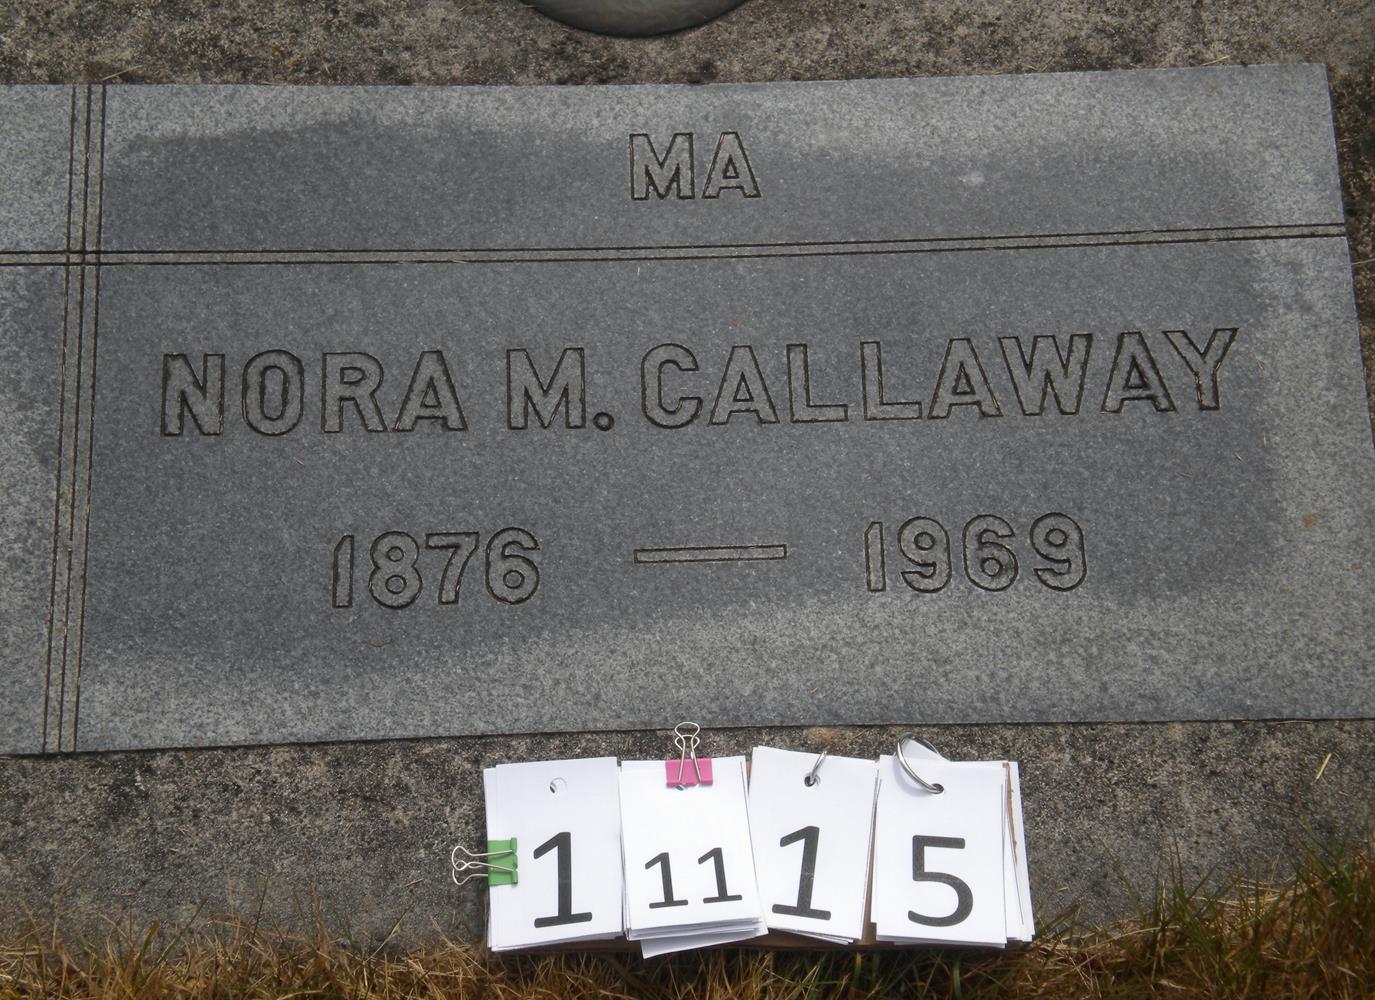 MA
NORA M. CALLAWAY
1876 — 1969
1 11 1 5